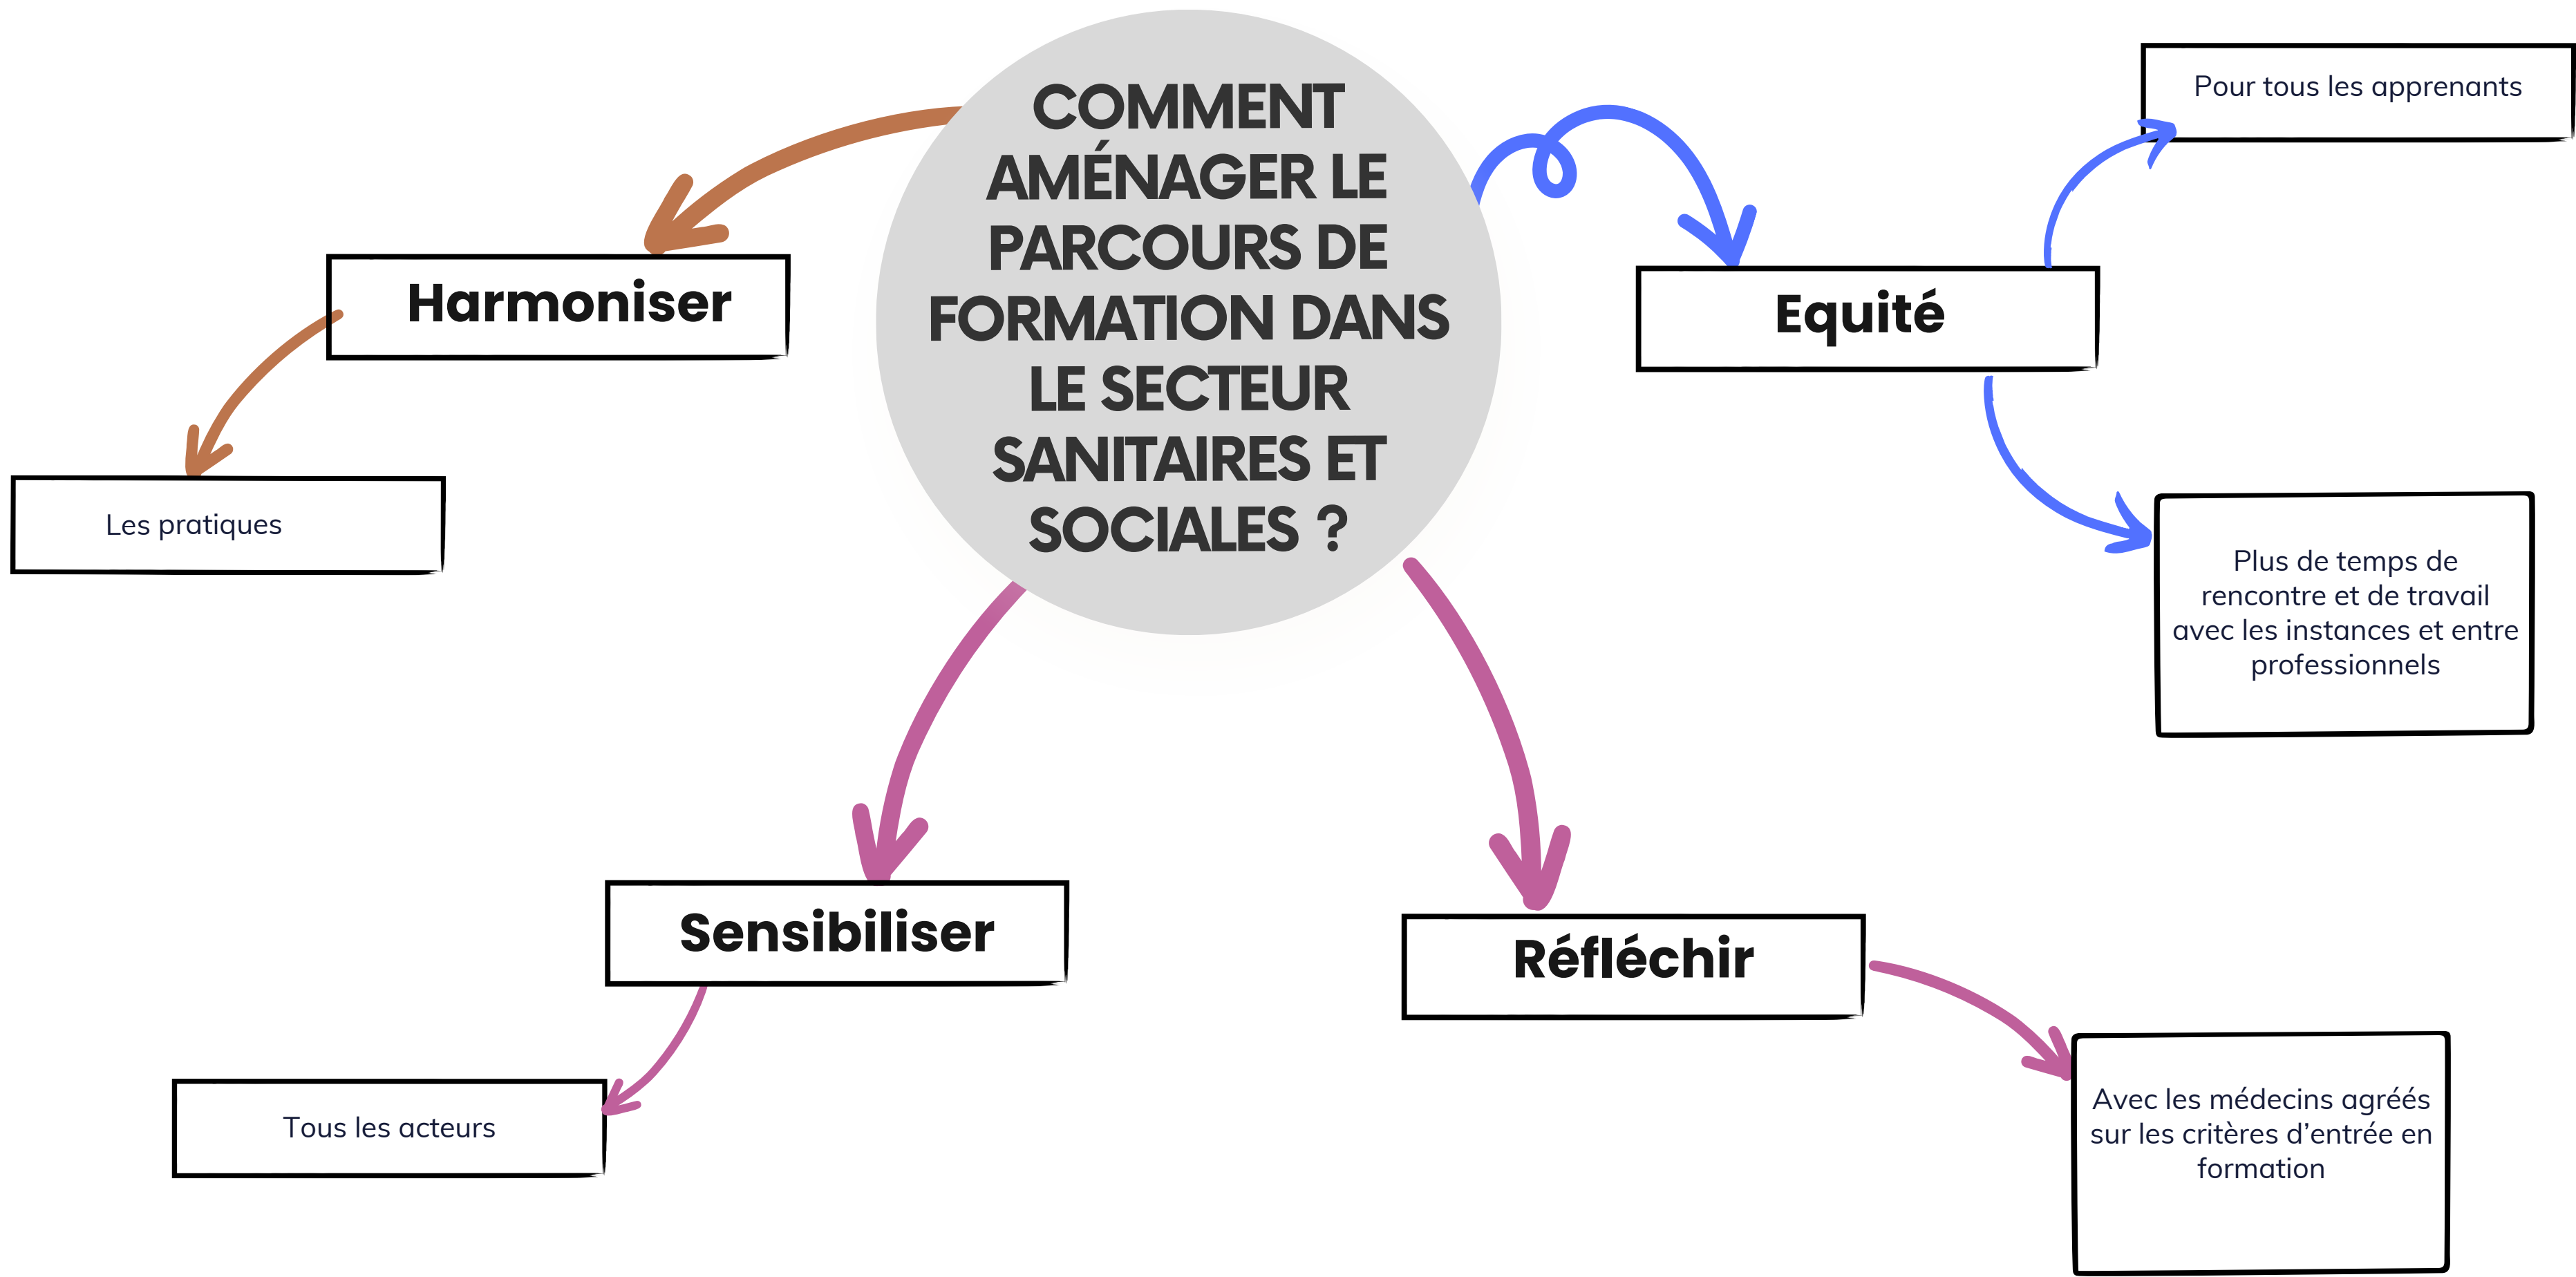 COMMENT
AMÉNAGER LE
PARCOURS DE
FORMATION DANS
LE SECTEUR
SANITAIRES ET
SOCIALES ?
Harmoniser
Les pratiques
Equité
Pour tous les apprenants
Plus de temps de
rencontre et de travail
avec les instances et entre
professionnels
Sensibiliser
Tous les acteurs
Réfléchir
Avec les médecins agréés
sur les critères d’entrée en
formation